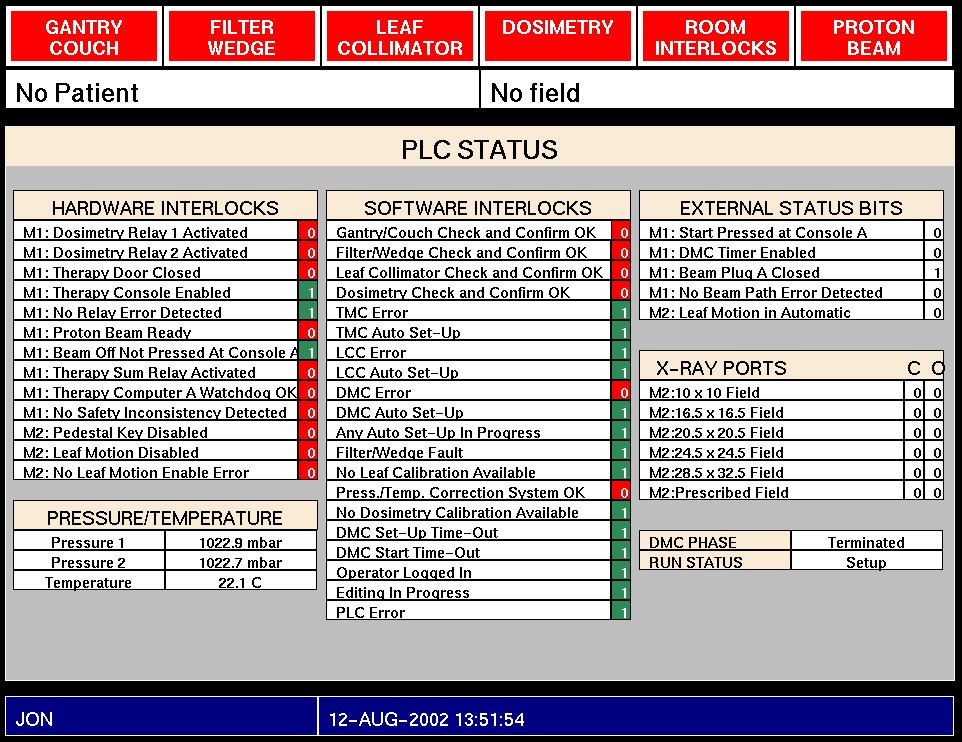 GANTRY COUCH
FILTER WEDGE
LEAF COLLIMATOR
DOSIMETRY
ROOM INTERLOCKS
PROTON BEAM
No Patient
No field
PLC STATUS
HARDWARE INTERLOCKS
M1: Dosimetry Relay 1 Activated 0
M1: Dosimetry Relay 2 Activated 0
M1: Therapy Door Closed 0
M1: Therapy Console Enabled 1
M1: No Relay Error Detected 1
M1: Proton Beam Ready 0
M1: Beam Off Not Pressed At Console A 1
M1: Therapy Sum Relay Activated 0
M1: Therapy Computer A Watchdog OK 0
M1: No Safety Inconsistency Detected 0
M2: Pedestal Key Disabled 0
M2: Leaf Motion Disabled 0
M2: No Leaf Motion Enable Error 0
PRESSURE/TEMPERATURE
Pressure 1 1022.9 mbar
Pressure 2 1022.7 mbar
Temperature 22.1 C
SOFTWARE INTERLOCKS
Gantry/Couch Check and Confirm OK 0
Filter/Wedge Check and Confirm OK 0
Leaf Collimator Check and Confirm OK 0
Dosimetry Check and Confirm OK 0
TMC Error 1
TMC Auto Set-Up 1
LCC Error 1
LCC Auto Set-Up 1
DMC Error 0
DMC Auto Set-Up 1
Any Auto Set-Up In Progress 1
Filter/Wedge Fault 1
No Leaf Calibration Available 1
Press./Temp. Correction System OK 0
No Dosimetry Calibration Available 1
DMC Set-Up Time-Out 1
DMC Start Time-Out 1
Operator Logged In 1
Editing In Progress 1
PLC Error 1
EXTERNAL STATUS BITS
M1: Start Pressed at Console A 0
M1: DMC Timer Enabled 0
M1: Beam Plug A Closed 1
M1: No Beam Path Error Detected 0
M2: Leaf Motion in Automatic 0
X-RAY PORTS C O
M2:10 x 10 Field 0 0
M2:16.5 x 16.5 Field 0 0
M2:20.5 x 20.5 Field 0 0
M2:24.5 x 24.5 Field 0 0
M2:28.5 x 32.5 Field 0 0
M2:Prescribed Field 0 0
DMC PHASE Terminated
RUN STATUS Setup
JON
12-AUG-2002 13:51:54